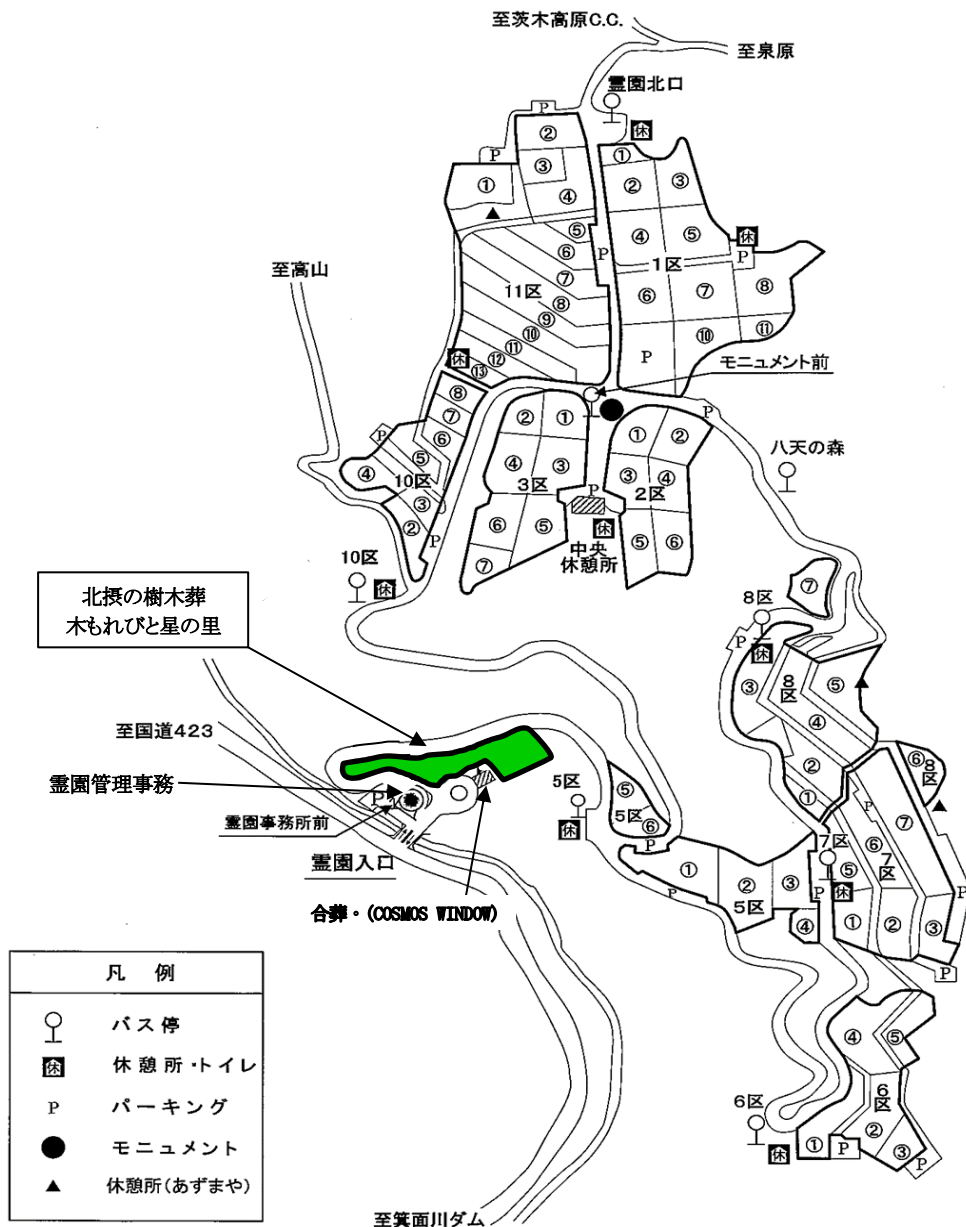 至茨木高原C.C.
至泉原
霊園北口
休
P
②
①
③
②
③
P
①
④
④
⑤
休
P
⑤
⑥
P
1区
至高山
⑦
11区
⑧
⑥
⑦
⑧
⑨
⑩
⑪
⑫
⑬
休
P
⑩
⑪
モニュメント前
⑧
⑦
⑥
P
⑤
④
10区
③
②
P
②
①
④
③
3区
⑥
⑤
⑦
P
中央
休憩所
休
①
②
③
④
2区
⑤
⑥
P
八天の森
10区
休
北摂の樹木葬
木もれびと星の里
⑦
8区
休
P
③
8区
⑤
④
②
①
至国道423
霊園管理事務
P
霊園事務所前
霊園入口
合葬・(COSMOS WINDOW)
5区
休
⑤
5区
⑥
P
①
②
5区
③
④
P
P
⑥
8区
P
⑦
7区
⑥
7区
⑤
休
①
②
③
P
P
④
⑤
6区
6区
②
①
③
休
P
P
凡 例
バス停
休 休憩所・トイレ
P パーキング
モニュメント
休憩所(あずまや)
至箕面川ダム